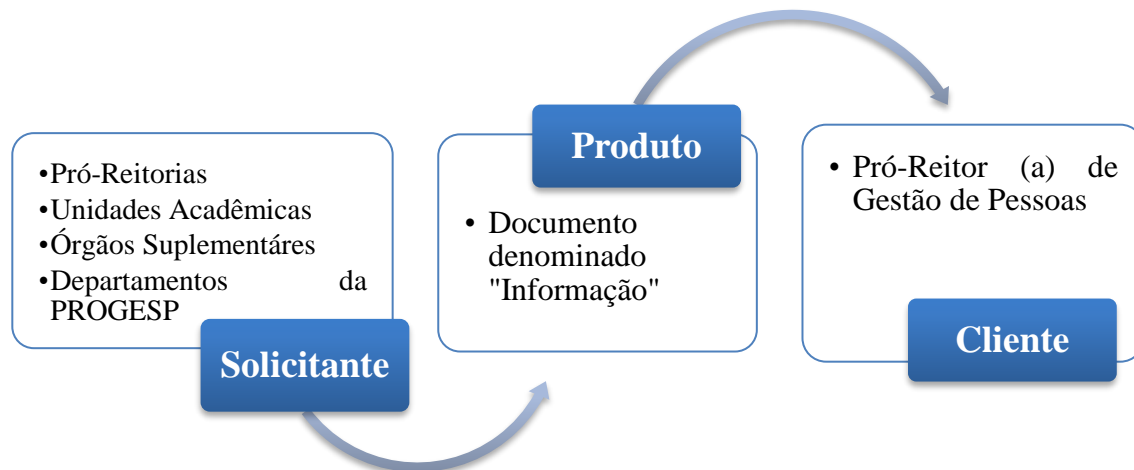 •Pró-Reitorias
•Unidades Acadêmicas
•Órgãos Suplementáres
•Departamentos da
PROGESP
Solicitante
Produto
• Documento
denominado
"Informação"
• Pró-Reitor (a) de
Gestão de Pessoas
Cliente